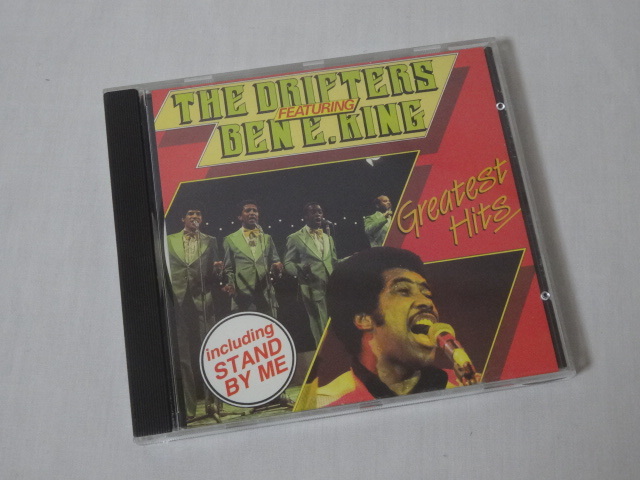 THE DRIFTERS
FEATURING
BEN E. KING
Greatest
Hits
including
STAND
BY ME